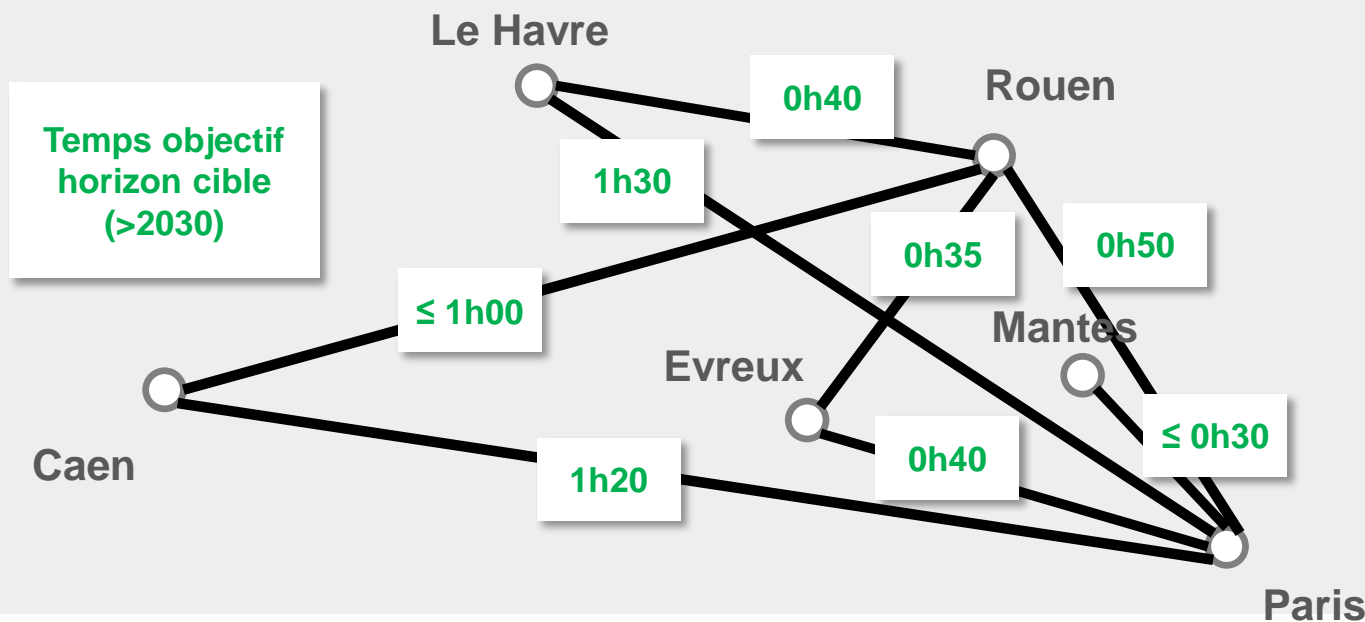 Le Havre
Rouen
0h40
Temps objectif
horizon cible
(>2030)
1h30
0h35
0h50
≤ 1h00
Mantes
Evreux
Caen
1h20
0h40
≤ 0h30
Paris